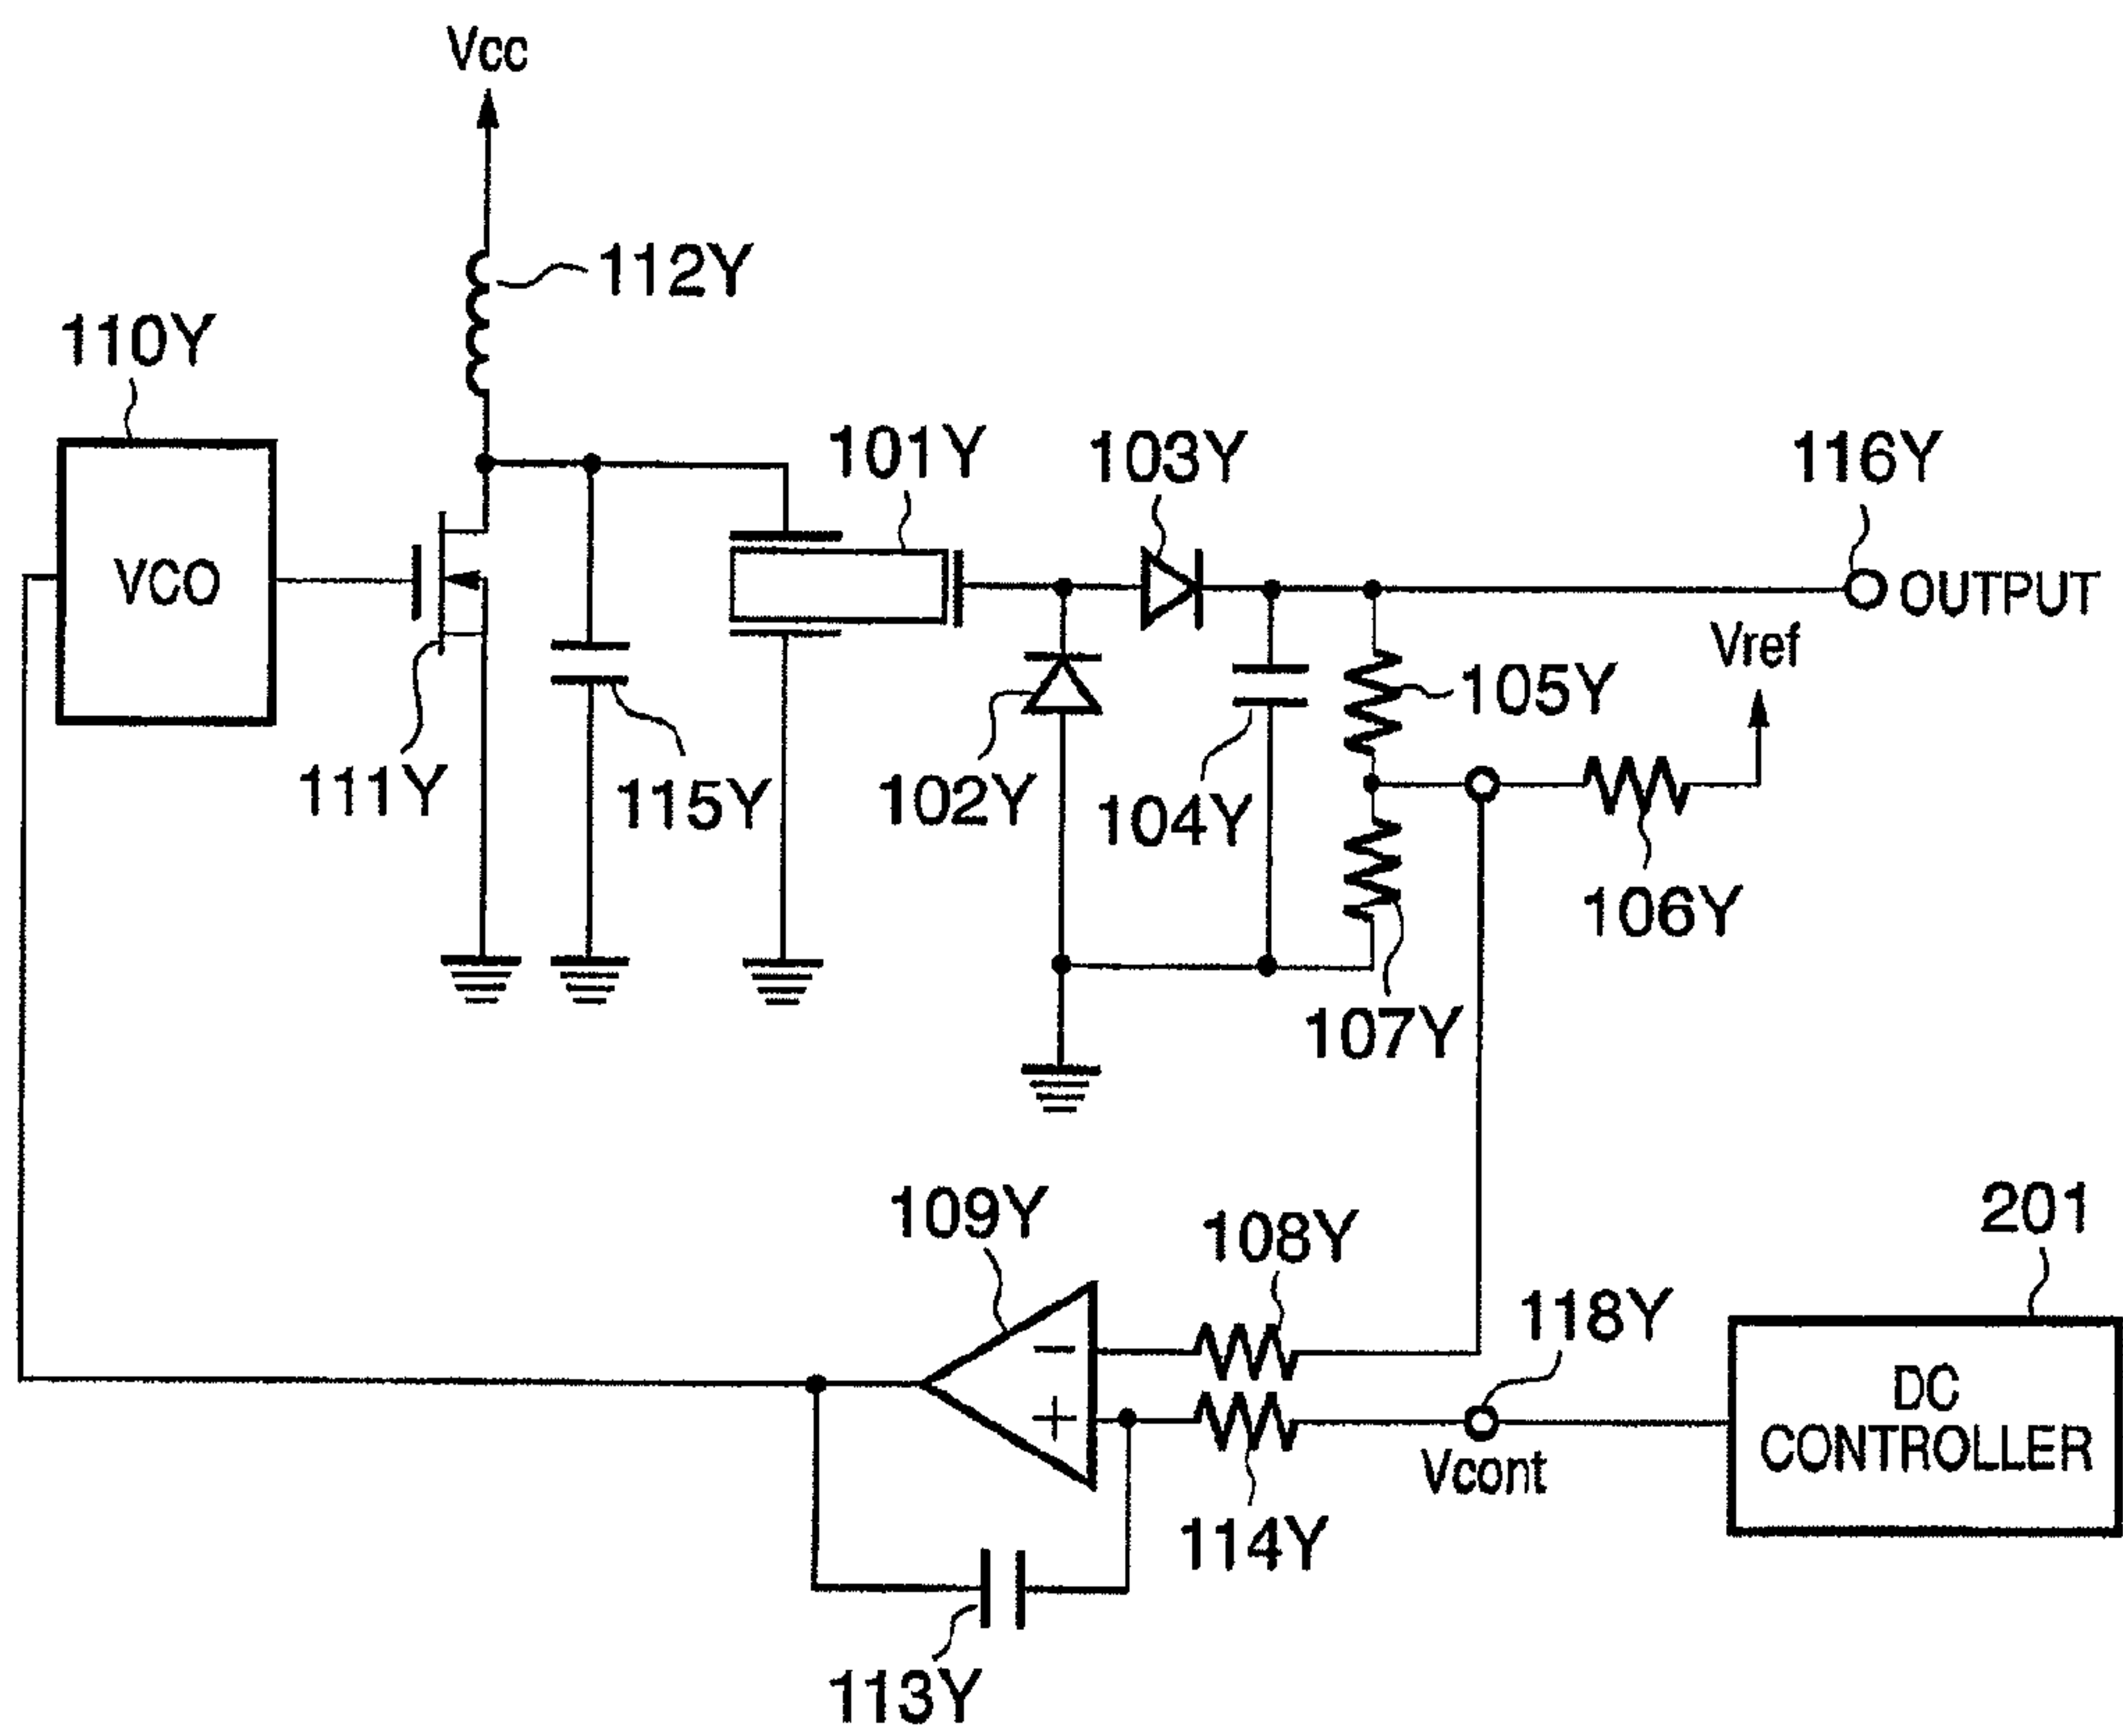 Vcc
112Y
110Y
101Y
103Y
116Y
VCO
OUTPUT
Vref
105Y
111Y
115Y
102Y
104Y
106Y
107Y
109Y
108Y
201
118Y
−
+
DC
CONTROLLER
Vcont
114Y
113Y